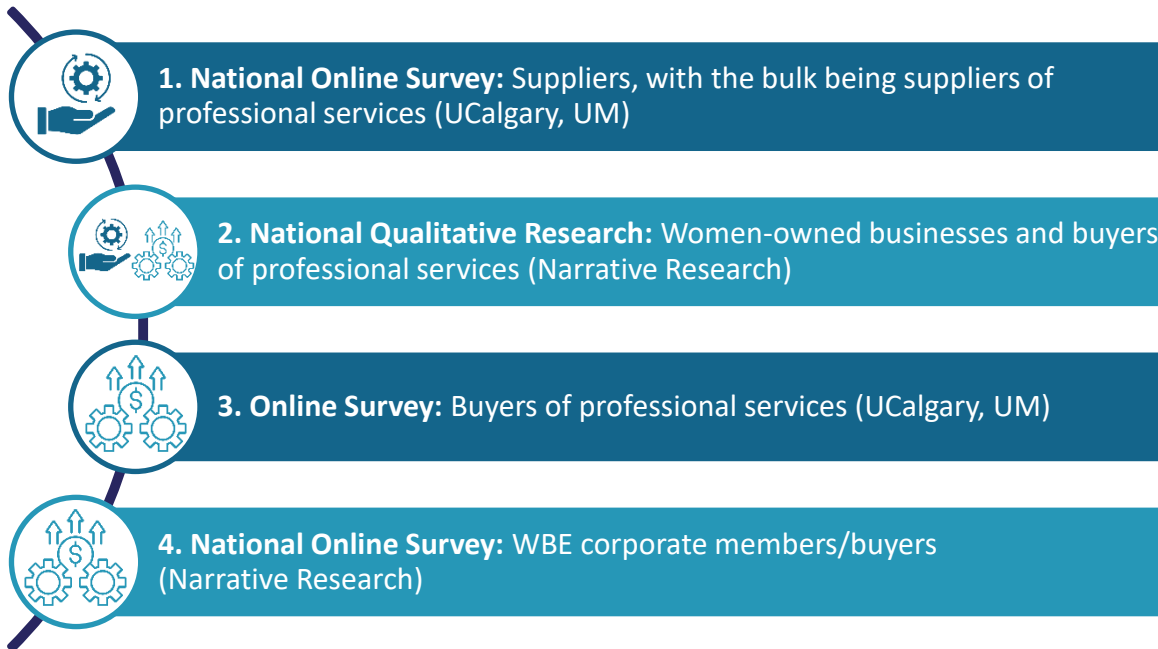 1. National Online Survey: Suppliers, with the bulk being suppliers of
professional services (UCalgary, UM)
2. National Qualitative Research: Women-owned businesses and buyers
of professional services (Narrative Research)
3. Online Survey: Buyers of professional services (UCalgary, UM)
4. National Online Survey: WBE corporate members/buyers
(Narrative Research)